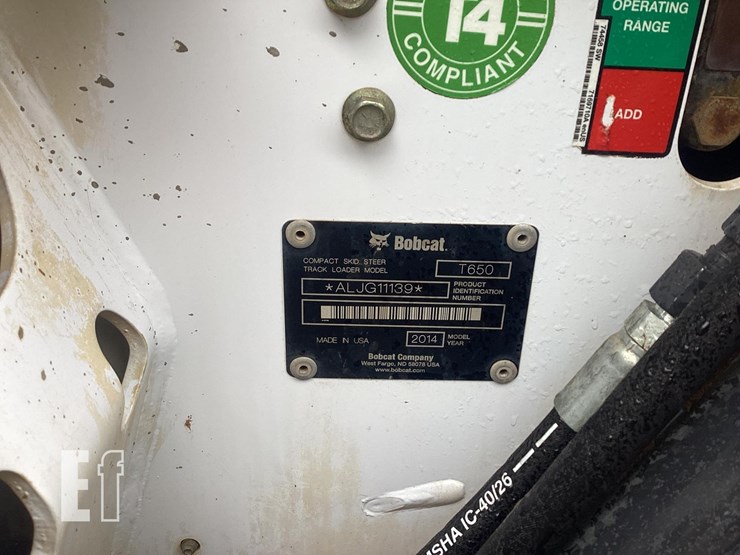 T4
COMPLIANT
OPERATING
RANGE
ADD
Bobcat.
COMPACT SKID STEER
TRACK LOADER MODEL
T650
*ALJG11139*
PRODUCT
IDENTIFICATION
NUMBER
MADE IN USA
2014
MODEL
YEAR
Bobcat Company
West Fargo, ND 58078 USA
www.bobcat.com
MSHA IC-40/26
Ef